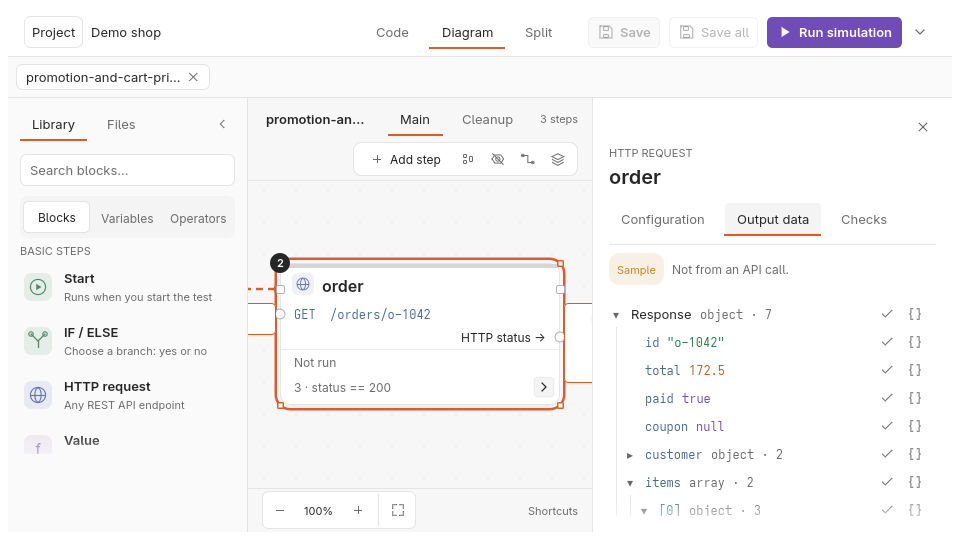 Project Demo shop Code Diagram Split Save Save all Run simulation
promotion-and-cart-pri...
Library Files
Search blocks...
Blocks Variables Operators
BASIC STEPS
Start
Runs when you start the test
IF / ELSE
Choose a branch: yes or no
HTTP request
Any REST API endpoint
f Value
promotion-an... Main Cleanup 3 steps
+ Add step
2
order
GET /orders/o-1042
HTTP status →
Not run
3 · status == 200
− 100% + Shortcuts
HTTP REQUEST
order
Configuration Output data Checks
Sample Not from an API call.
▾ Response object · 7 {}
id "o-1042" {}
total 172.5 {}
paid true {}
coupon null {}
▸ customer object · 2 {}
▾ items array · 2 {}
▾ [0] object · 3 {}